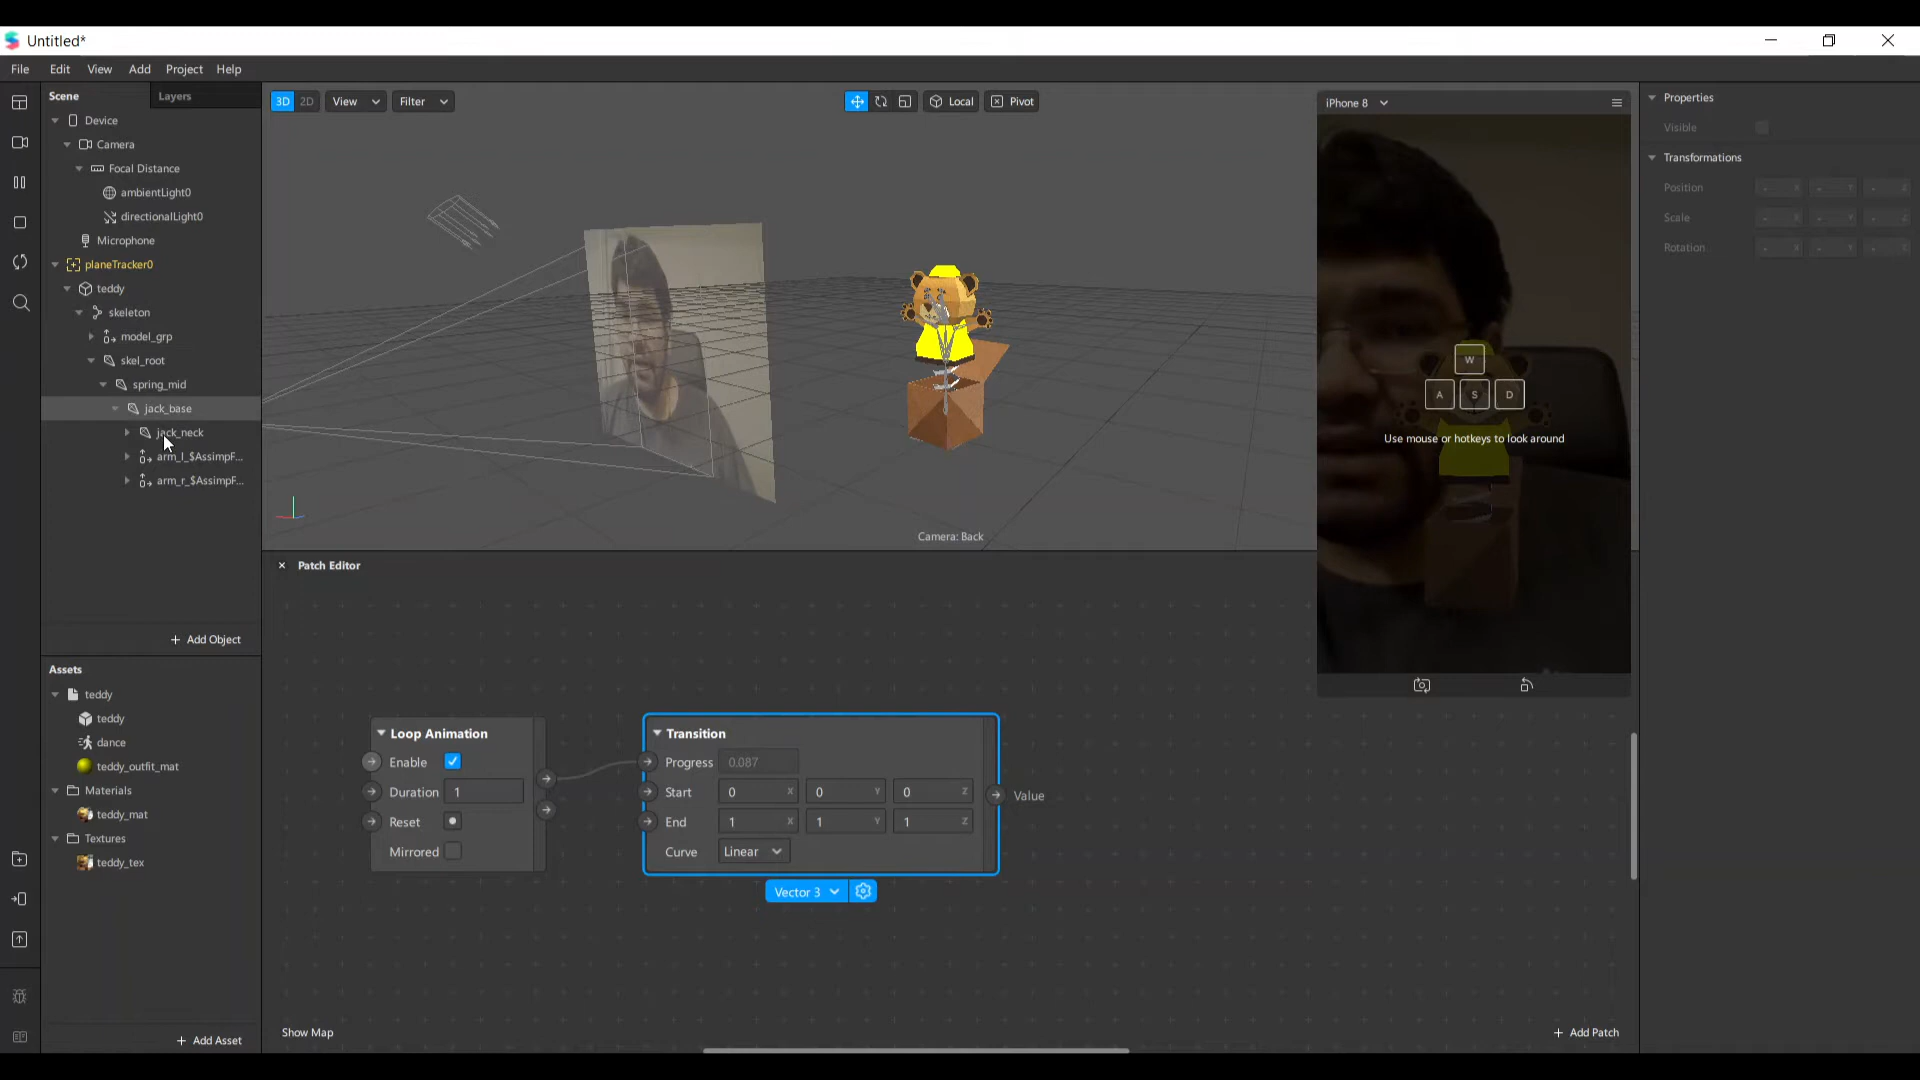 Untitled*
File Edit View Add Project Help
Scene Layers
Device
Camera
Focal Distance
ambientLight0
directionalLight0
Microphone
planeTracker0
teddy
skeleton
model_grp
skel_root
spring_mid
jack_base
jack_neck
arm_l_$AssimpF...
arm_r_$AssimpF...
+ Add Object
Assets
teddy
teddy
dance
teddy_outfit_mat
Materials
teddy_mat
Textures
teddy_tex
+ Add Asset
3D 2D View Filter Local Pivot
Camera: Back
iPhone 8
W
A S D
Use mouse or hotkeys to look around
Patch Editor
Loop Animation
Enable
Duration 1
Reset
Mirrored
Transition
Progress 0.087
Start 0 X 0 Y 0 Z
End 1 X 1 Y 1 Z
Curve Linear
Value
Vector 3
Show Map
+ Add Patch
Properties
Visible
Transformations
Position - X - Y - Z
Scale - X - Y - Z
Rotation - X - Y - Z